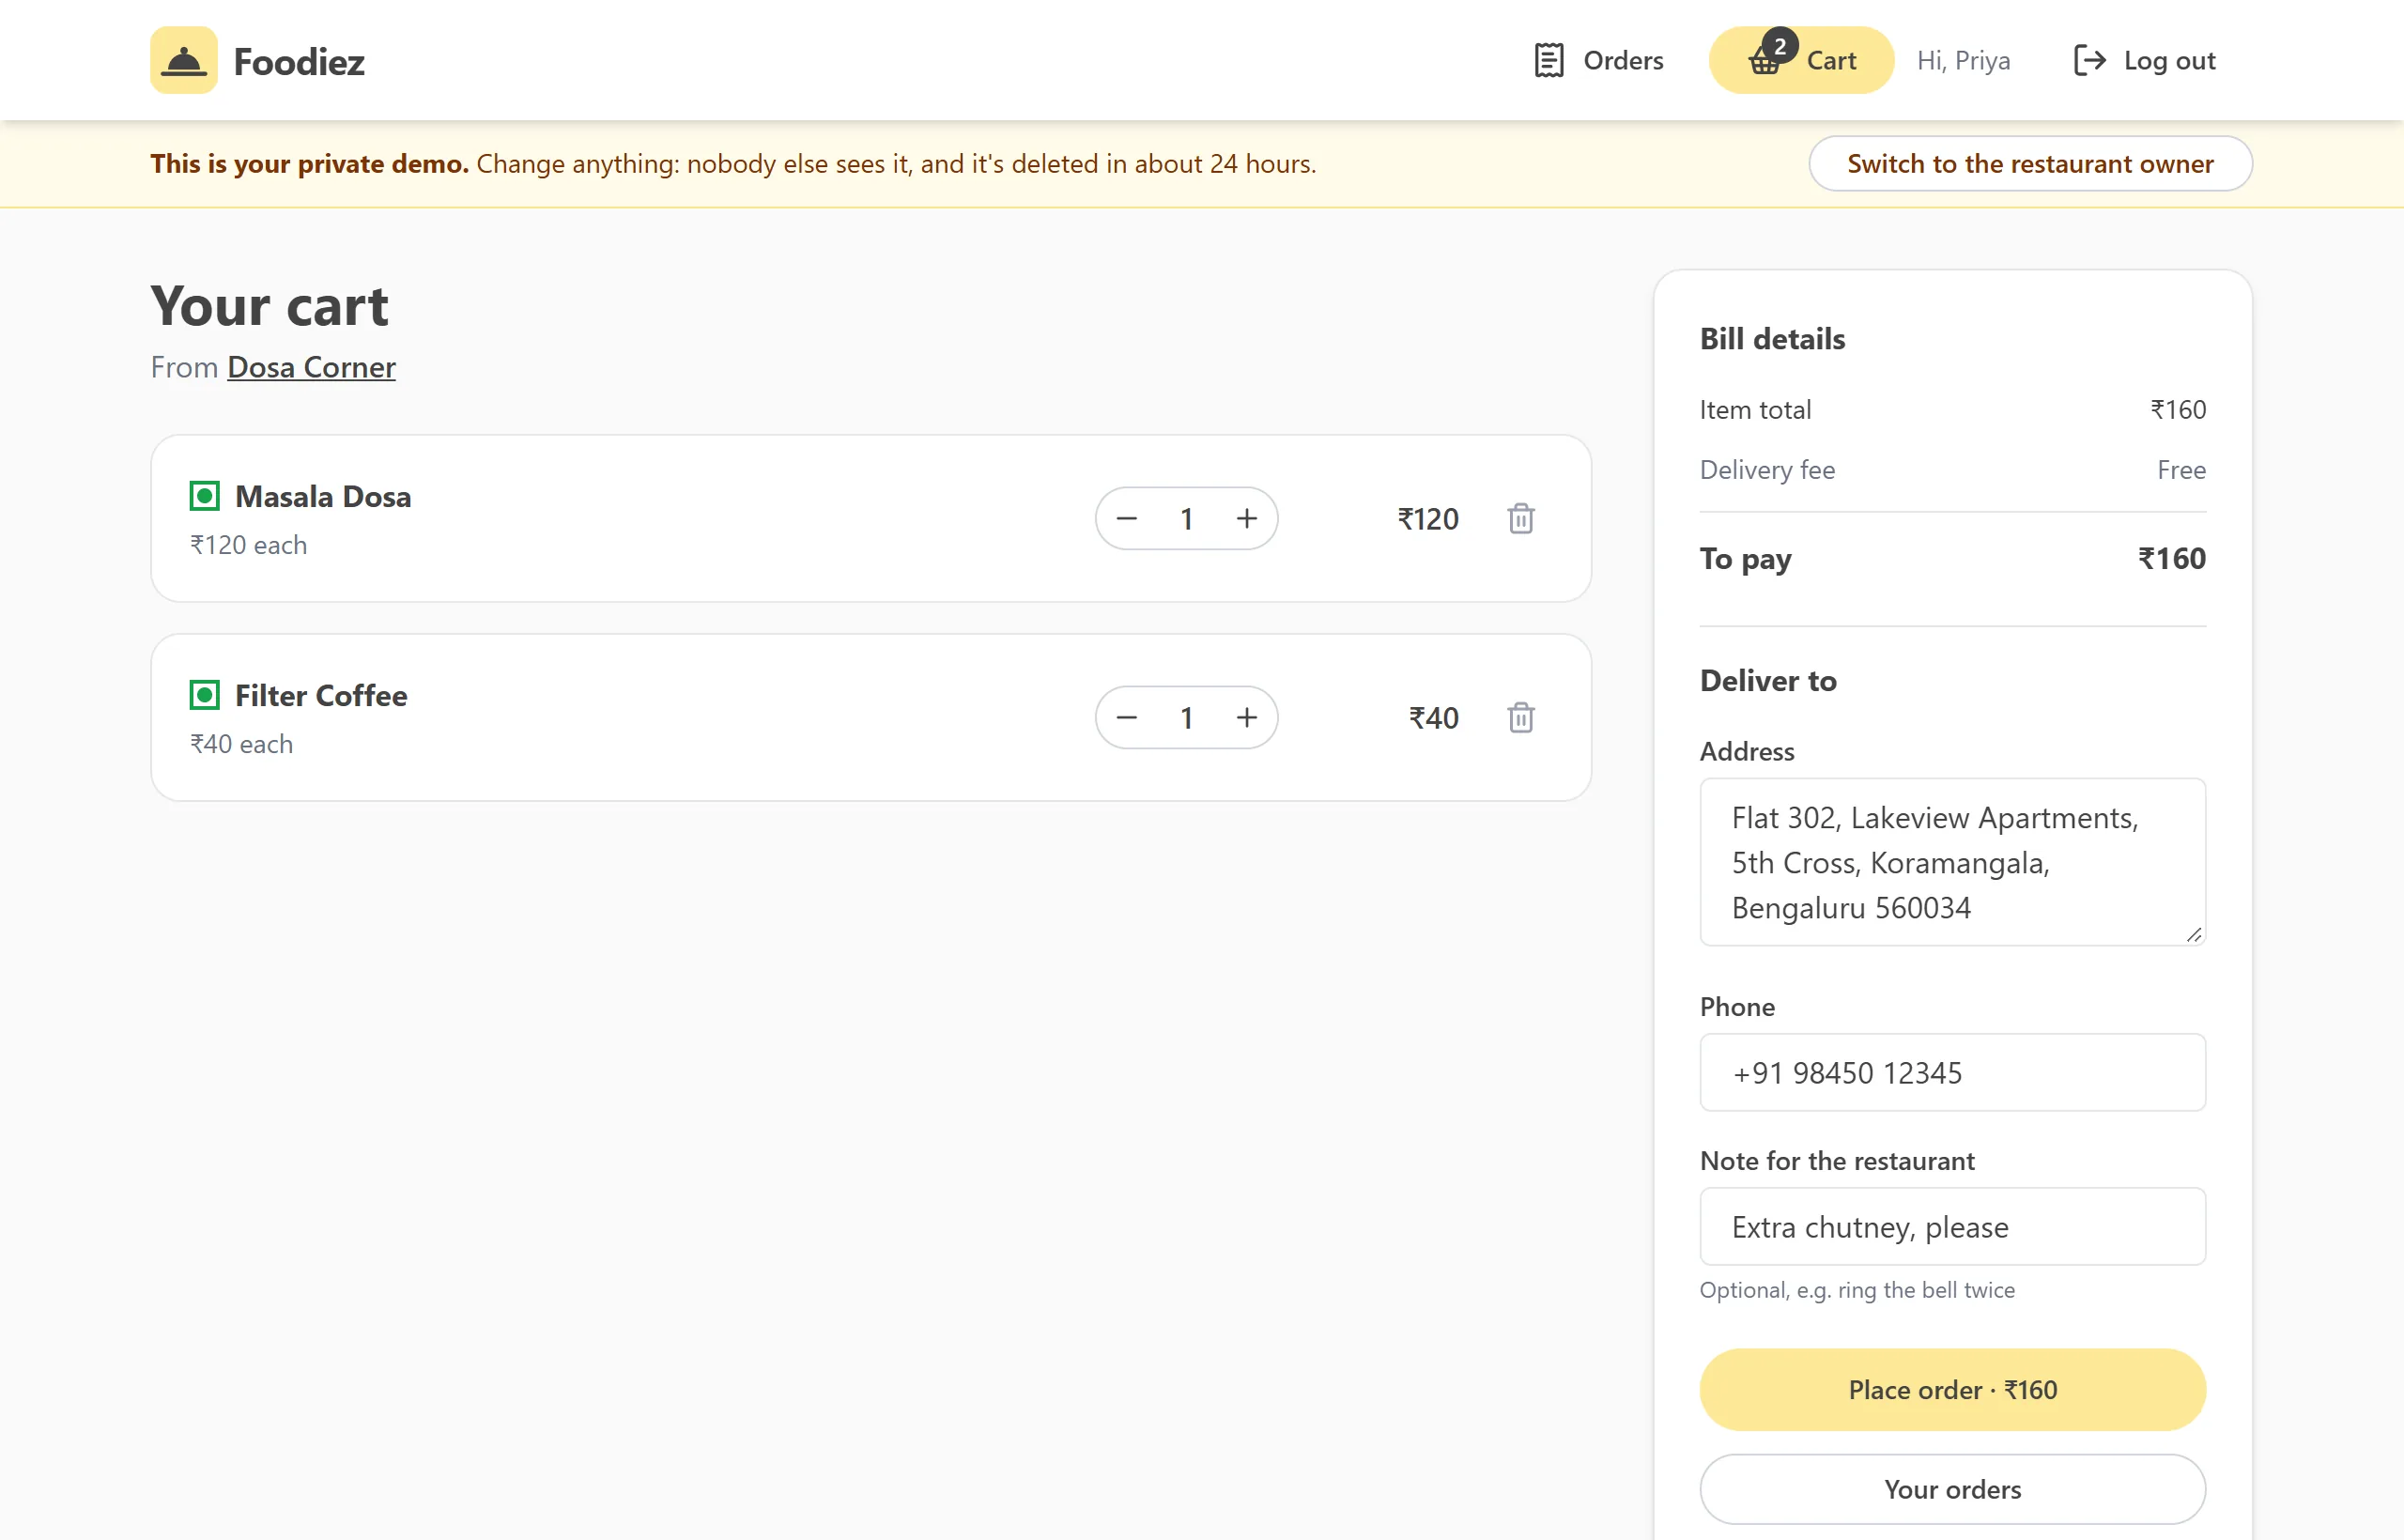 Foodiez
Orders
2
Cart
Hi, Priya
Log out
This is your private demo. Change anything: nobody else sees it, and it's deleted in about 24 hours.
Switch to the restaurant owner
Your cart
From Dosa Corner
Masala Dosa
₹120 each
1
₹120
Filter Coffee
₹40 each
1
₹40
Bill details
Item total ₹160
Delivery fee Free
To pay ₹160
Deliver to
Address
Flat 302, Lakeview Apartments,
5th Cross, Koramangala,
Bengaluru 560034
Phone
+91 98450 12345
Note for the restaurant
Extra chutney, please
Optional, e.g. ring the bell twice
Place order · ₹160
Your orders